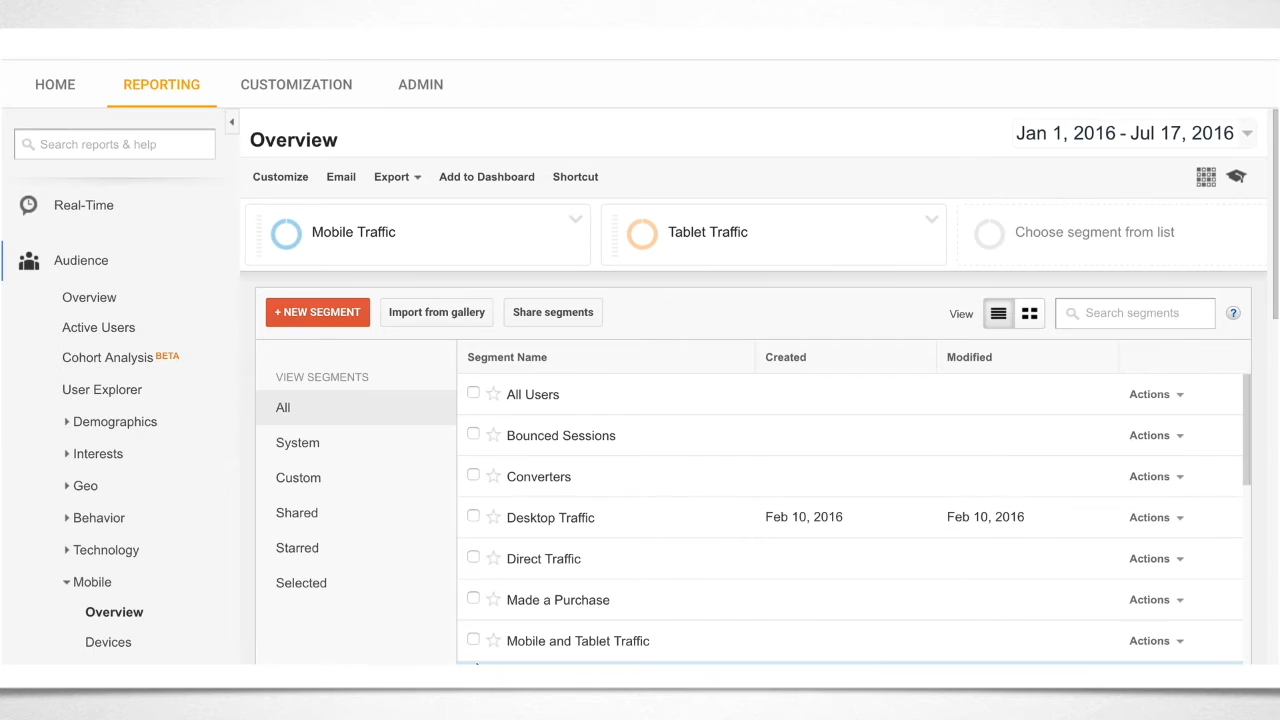 HOME REPORTING CUSTOMIZATION ADMIN
Search reports & help
Overview
Jan 1, 2016 - Jul 17, 2016
Customize Email Export Add to Dashboard Shortcut
Real-Time
Audience
Overview
Active Users
Cohort Analysis BETA
User Explorer
Demographics
Interests
Geo
Behavior
Technology
Mobile
Overview
Devices
Mobile Traffic
Tablet Traffic
Choose segment from list
+ NEW SEGMENT Import from gallery Share segments
View
Search segments
?
VIEW SEGMENTS
All
System
Custom
Shared
Starred
Selected
Segment Name Created Modified
All Users Actions
Bounced Sessions Actions
Converters Actions
Desktop Traffic Feb 10, 2016 Feb 10, 2016 Actions
Direct Traffic Actions
Made a Purchase Actions
Mobile and Tablet Traffic Actions